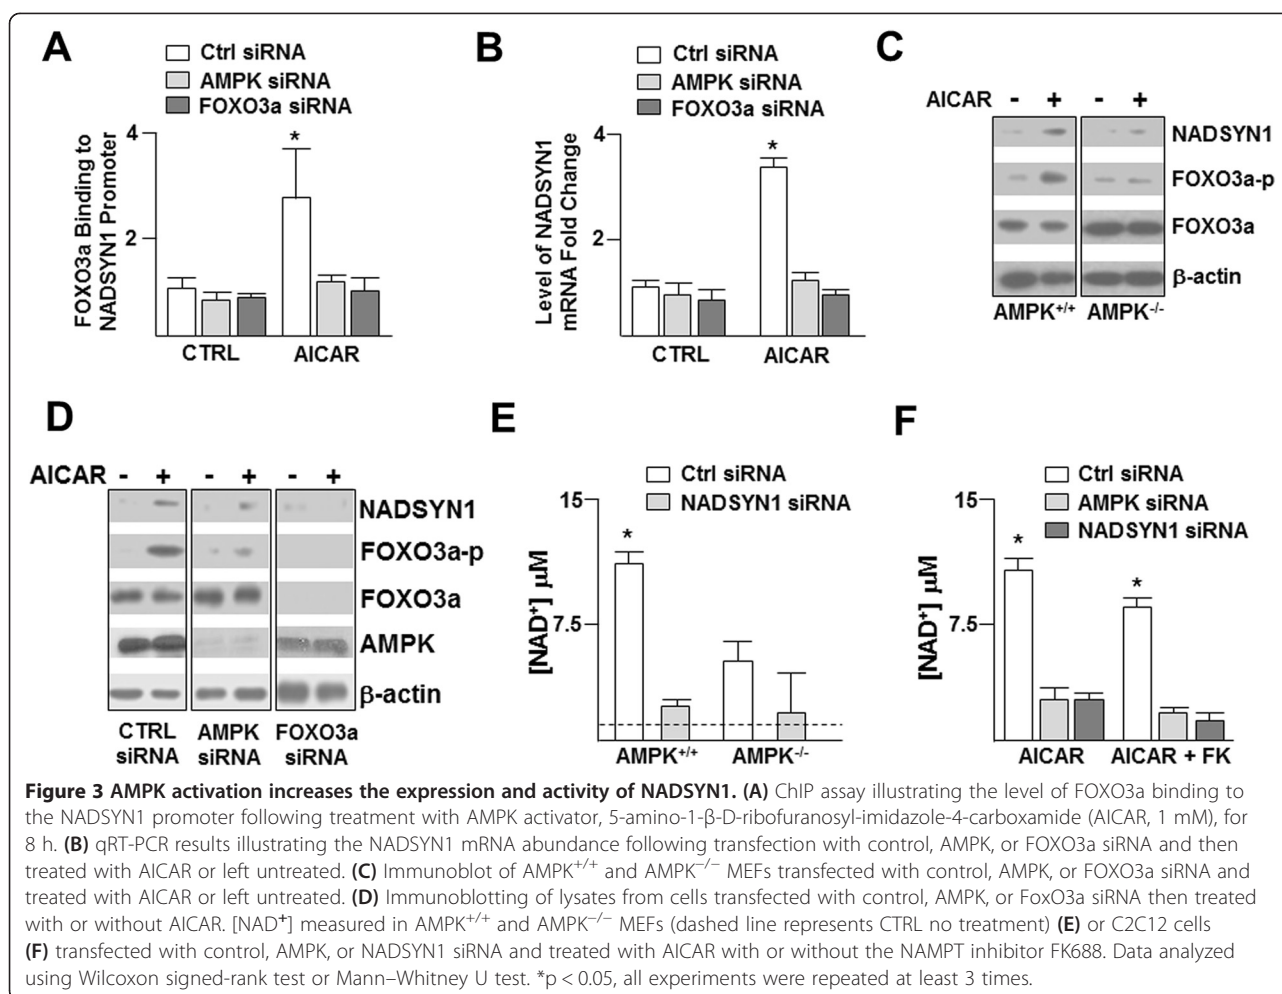 A
Ctrl siRNA
AMPK siRNA
FOXO3a siRNA
FOXO3a Binding to
NADSYN1 Promoter
4
2
*
CTRL
AICAR
B
Ctrl siRNA
AMPK siRNA
FOXO3a siRNA
Level of NADSYN1
mRNA Fold Change
4
2
*
CTRL
AICAR
C
AICAR - + - +
NADSYN1
FOXO3a-p
FOXO3a
β-actin
AMPK+/+ AMPK-/-
D
AICAR - + - + - +
NADSYN1
FOXO3a-p
FOXO3a
AMPK
β-actin
CTRL siRNA
AMPK siRNA
FOXO3a siRNA
E
Ctrl siRNA
NADSYN1 siRNA
[NAD+] μM
15
7.5
*
AMPK+/+ AMPK-/-
F
Ctrl siRNA
AMPK siRNA
NADSYN1 siRNA
[NAD+] μM
15
7.5
*
*
AICAR AICAR + FK
Figure 3 AMPK activation increases the expression and activity of NADSYN1. (A) ChIP assay illustrating the level of FOXO3a binding to
the NADSYN1 promoter following treatment with AMPK activator, 5-amino-1-β-D-ribofuranosyl-imidazole-4-carboxamide (AICAR, 1 mM), for
8 h. (B) qRT-PCR results illustrating the NADSYN1 mRNA abundance following transfection with control, AMPK, or FOXO3a siRNA and then
treated with AICAR or left untreated. (C) Immunoblot of AMPK+/+ and AMPK−/− MEFs transfected with control, AMPK, or FOXO3a siRNA and
treated with AICAR or left untreated. (D) Immunoblotting of lysates from cells transfected with control, AMPK, or FoxO3a siRNA then treated
with or without AICAR. [NAD+] measured in AMPK+/+ and AMPK−/− MEFs (dashed line represents CTRL no treatment) (E) or C2C12 cells
(F) transfected with control, AMPK, or NADSYN1 siRNA and treated with AICAR with or without the NAMPT inhibitor FK688. Data analyzed
using Wilcoxon signed-rank test or Mann–Whitney U test. *p < 0.05, all experiments were repeated at least 3 times.